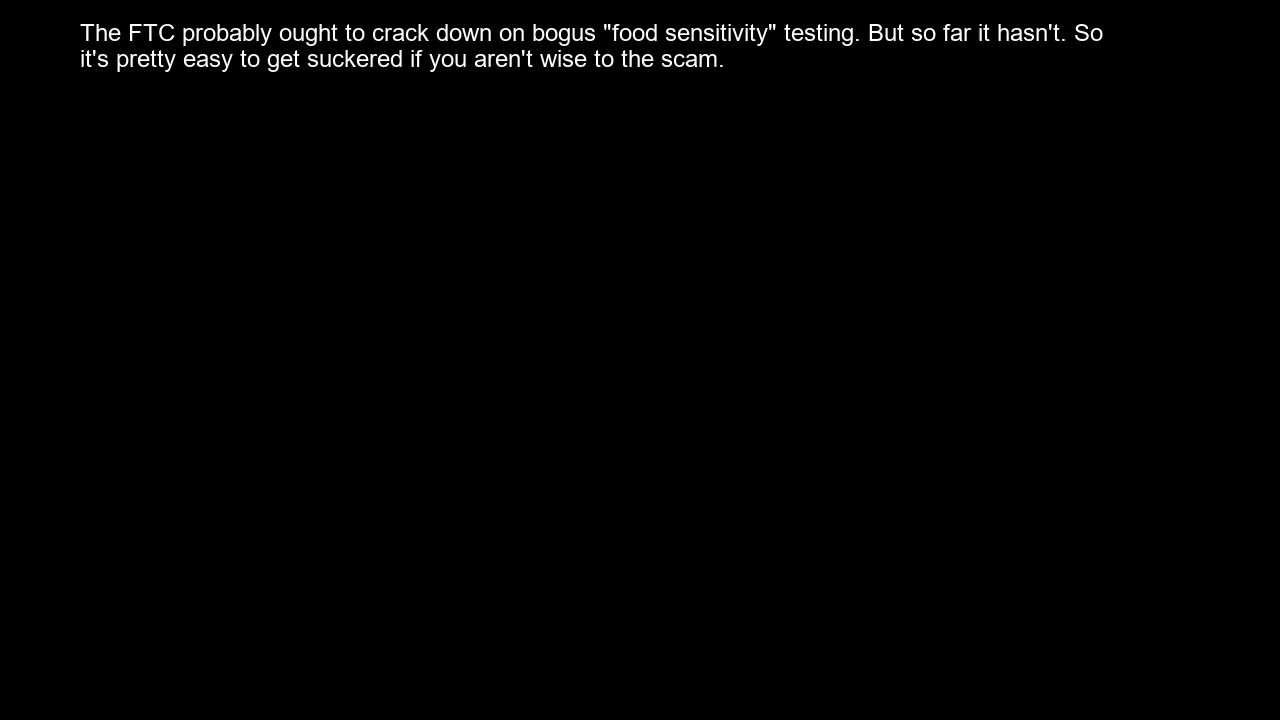 The FTC probably ought to crack down on bogus "food sensitivity" testing. But so far it hasn't. So
it's pretty easy to get suckered if you aren't wise to the scam.